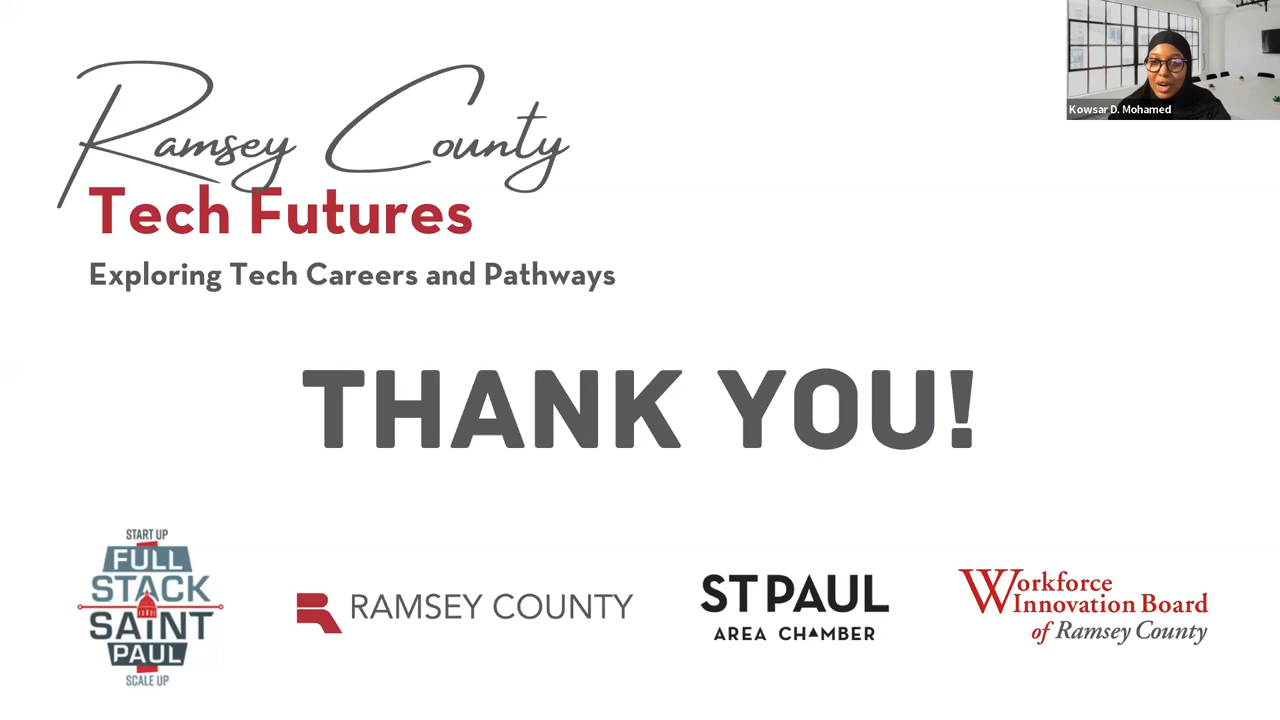 Kowsar D. Mohamed
Ramsey County
Tech Futures
Exploring Tech Careers and Pathways
THANK YOU!
START UP
FULL
STACK
SAINT
PAUL
SCALE UP
RAMSEY COUNTY
ST PAUL
AREA CHAMBER
Workforce
Innovation Board
of Ramsey County